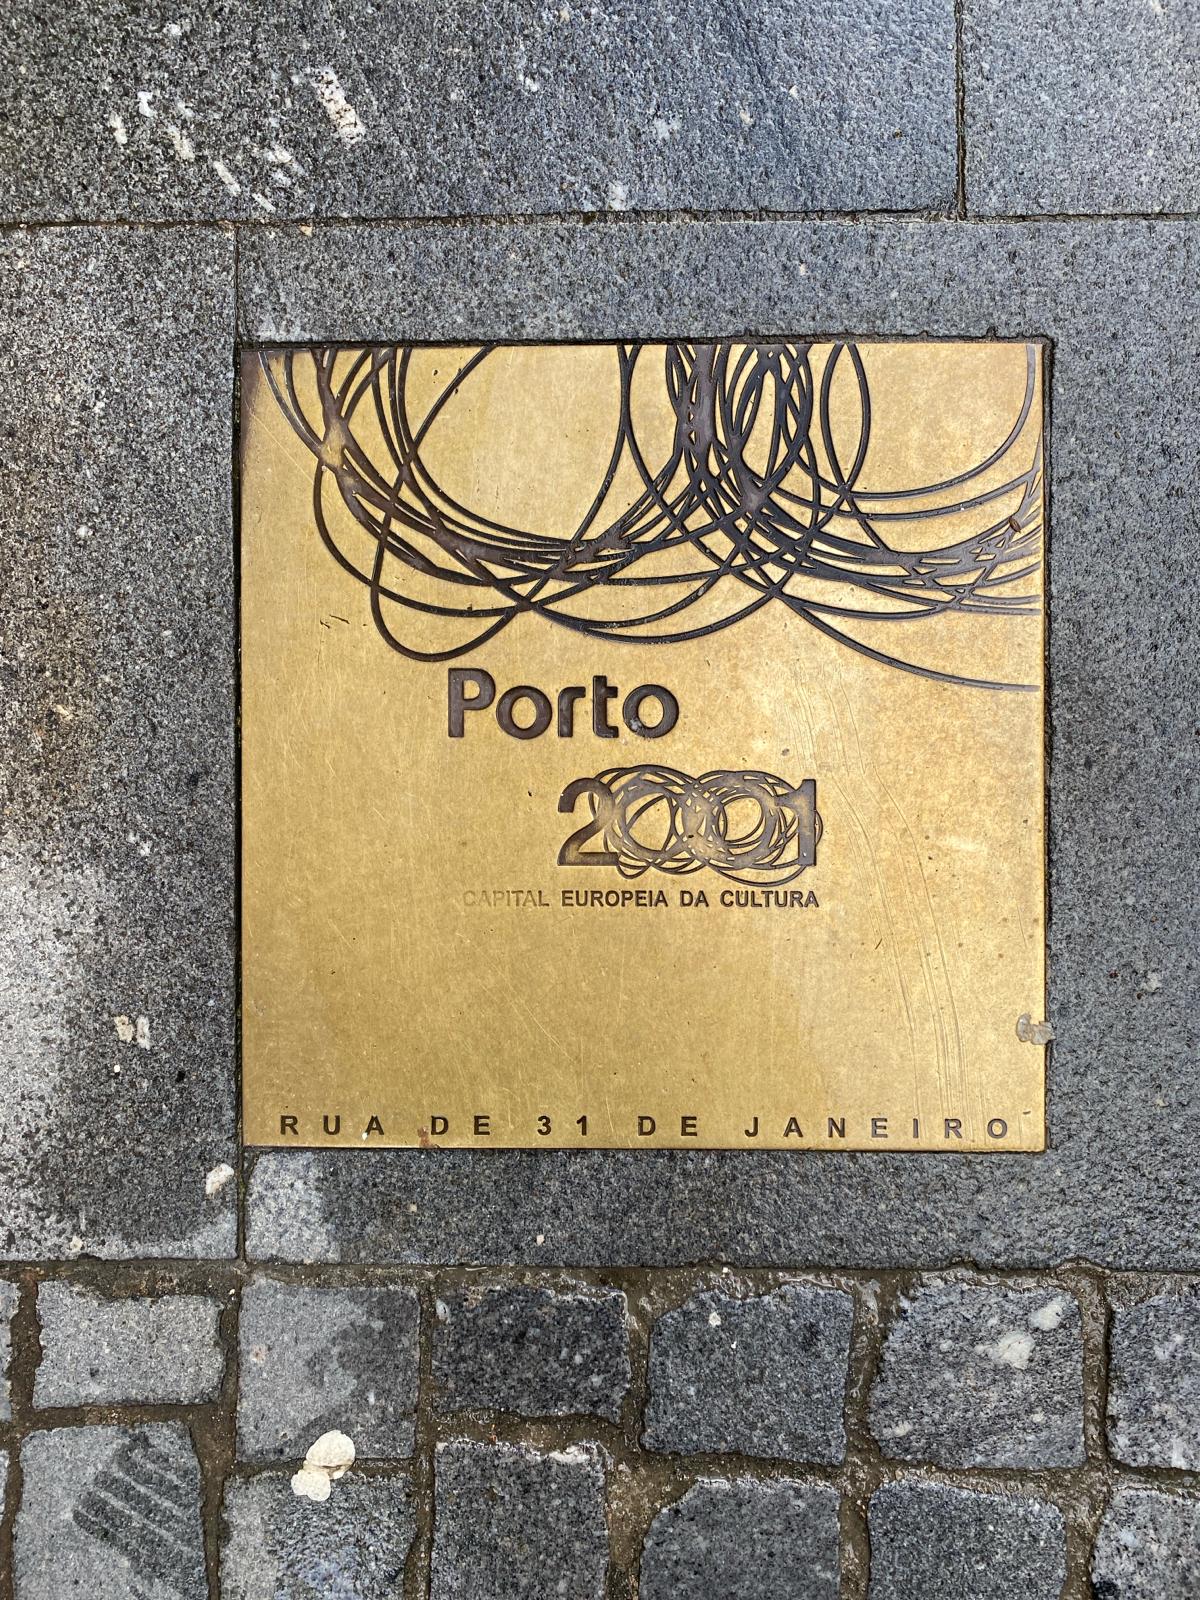 Porto
2001
CAPITAL EUROPEIA DA CULTURA
RUA DE 31 DE JANEIRO